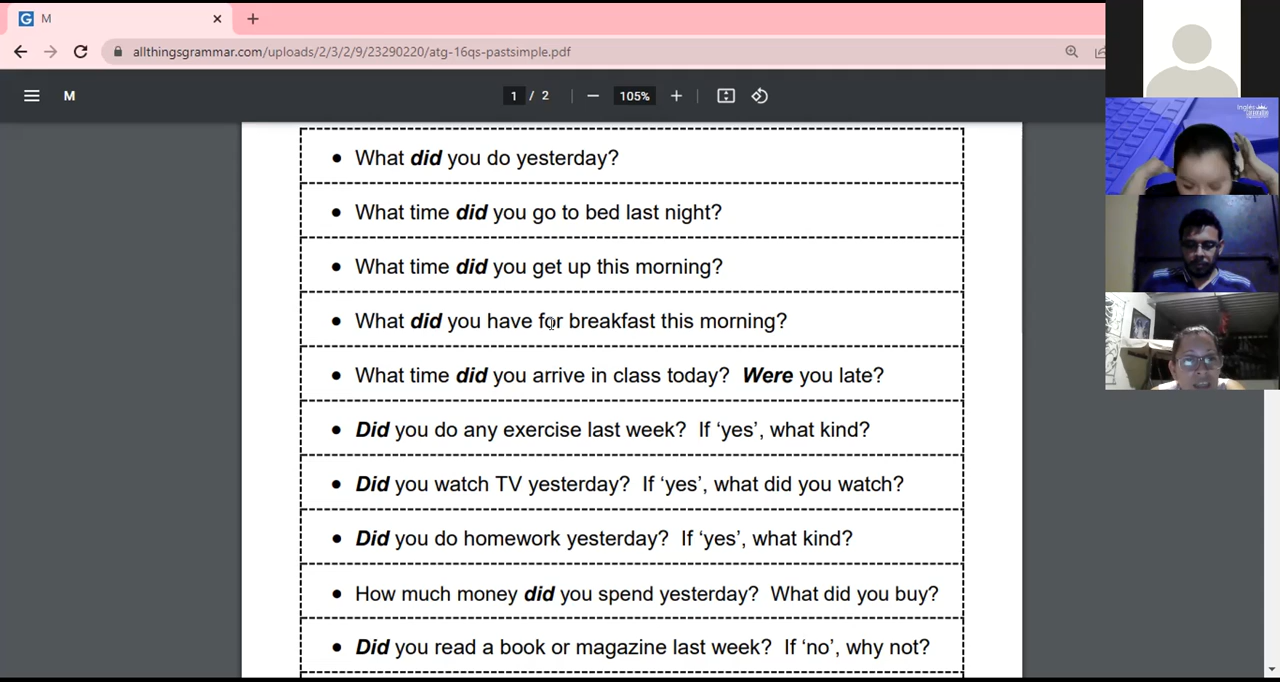 M
allthingsgrammar.com/uploads/2/3/2/9/23290220/atg-16qs-pastsimple.pdf
M
1 / 2
105%
• What did you do yesterday?
• What time did you go to bed last night?
• What time did you get up this morning?
• What did you have for breakfast this morning?
• What time did you arrive in class today? Were you late?
• Did you do any exercise last week? If ‘yes’, what kind?
• Did you watch TV yesterday? If ‘yes’, what did you watch?
• Did you do homework yesterday? If ‘yes’, what kind?
• How much money did you spend yesterday? What did you buy?
• Did you read a book or magazine last week? If ‘no’, why not?
Inglés